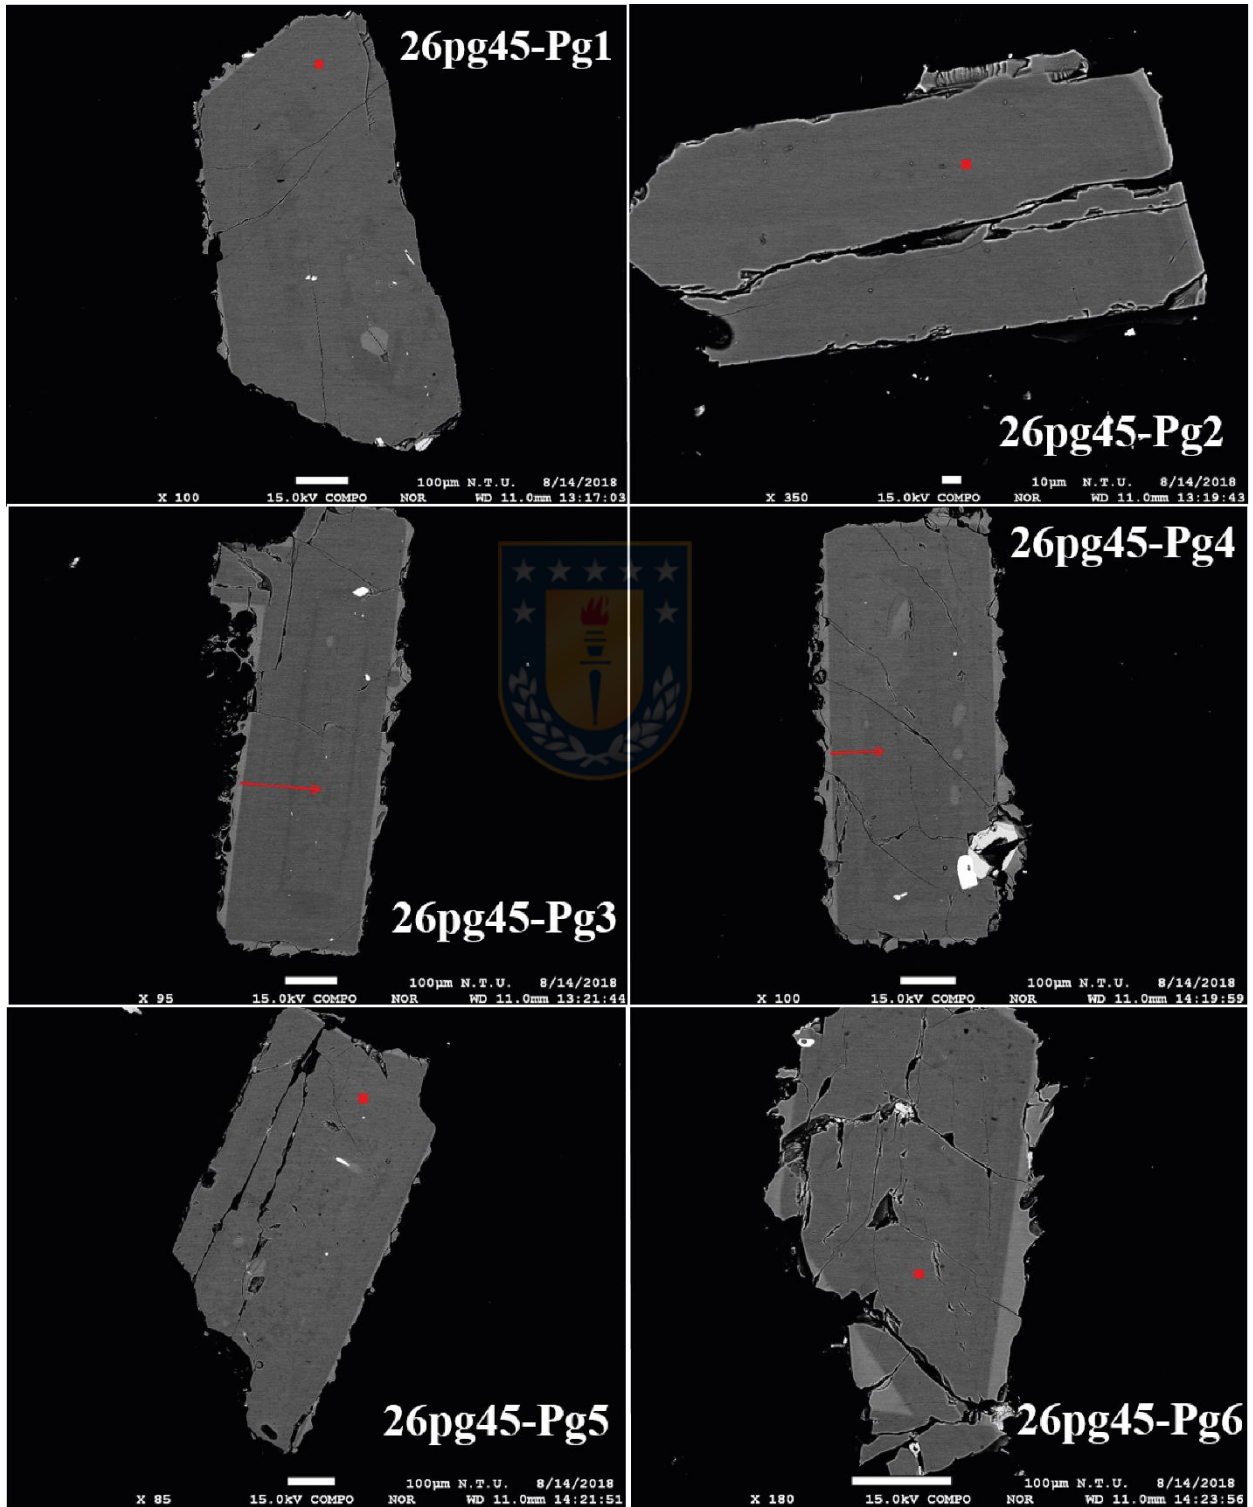 26pg45-Pg1
100µm N.T.U. 8/14/2018
X 100 15.0kV COMPO NOR WD 11.0mm 13:17:03
26pg45-Pg2
10µm N.T.U. 8/14/2018
X 350 15.0kV COMPO NOR WD 11.0mm 13:19:43
26pg45-Pg3
100µm N.T.U. 8/14/2018
X 95 15.0kV COMPO NOR WD 11.0mm 13:21:44
26pg45-Pg4
100µm N.T.U. 8/14/2018
X 100 15.0kV COMPO NOR WD 11.0mm 14:19:59
26pg45-Pg5
100µm N.T.U. 8/14/2018
X 85 15.0kV COMPO NOR WD 11.0mm 14:21:51
26pg45-Pg6
100µm N.T.U. 8/14/2018
X 180 15.0kV COMPO NOR WD 11.0mm 14:23:56